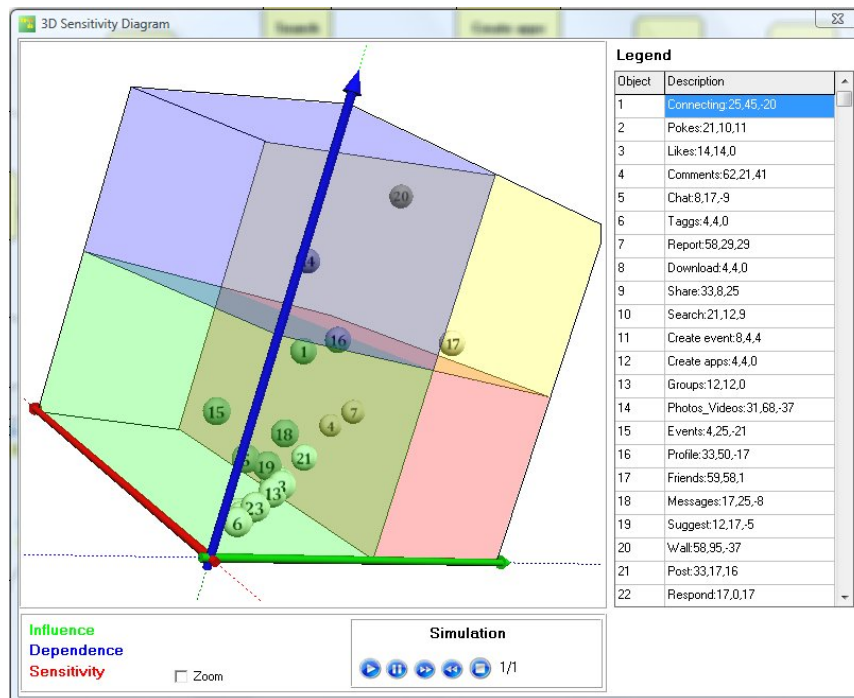 Search
Create apps
3D Sensitivity Diagram
Legend
Object Description
1 Connecting:25,45,-20
2 Pokes:21,10,11
3 Likes:14,14,0
4 Comments:62,21,41
5 Chat:8,17,-9
6 Taggs:4,4,0
7 Report:58,29,29
8 Download:4,4,0
9 Share:33,8,25
10 Search:21,12,9
11 Create event:8,4,4
12 Create apps:4,4,0
13 Groups:12,12,0
14 Photos_Videos:31,68,-37
15 Events:4,25,-21
16 Profile:33,50,-17
17 Friends:59,58,1
18 Messages:17,25,-8
19 Suggest:12,17,-5
20 Wall:58,95,-37
21 Post:33,17,16
22 Respond:17,0,17
20
16
17
1
15
7
4
18
21
19
3
13
23
6
Influence
Dependence
Sensitivity
Zoom
Simulation
1/1